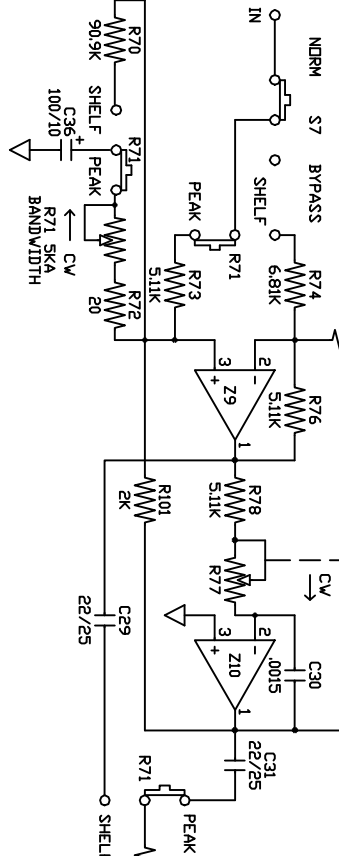 R70
90.9K
SHELF
C36
+
100/10
R71
PEAK
R71 5KA
BANDWIDTH
CW
R72
20
NORM
IN
S7
BYPASS
SHELF
R71
PEAK
R73
5.11K
R74
6.81K
R76
5.11K
2
-
3
+
Z9
1
R78
5.11K
R77
CW
R101
2K
C29
22/25
C30
.0015
2
-
3
+
Z10
1
C31
22/25
R71
PEAK
SHELF